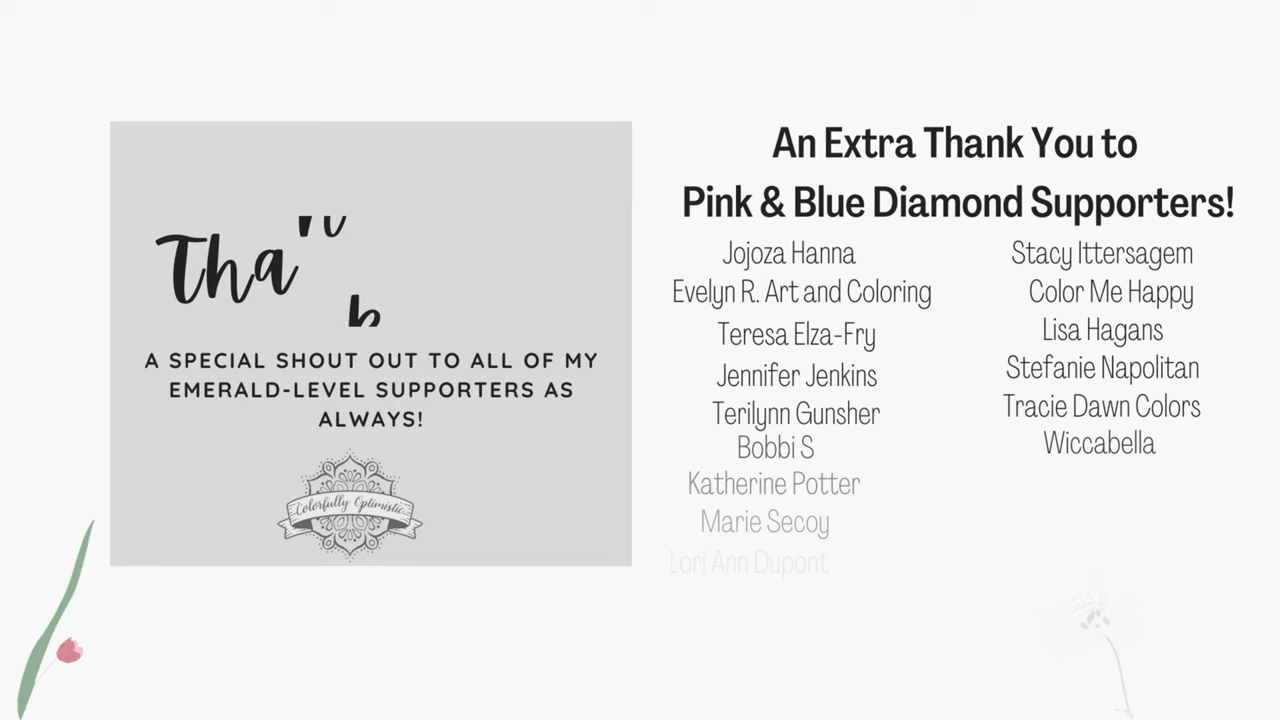 Tha
A SPECIAL SHOUT OUT TO ALL OF MY
EMERALD-LEVEL SUPPORTERS AS
ALWAYS!
Colorfully Optimistic
An Extra Thank You to
Pink & Blue Diamond Supporters!
Jojoza Hanna
Evelyn R. Art and Coloring
Teresa Elza-Fry
Jennifer Jenkins
Terilynn Gunsher
Bobbi S
Katherine Potter
Marie Secoy
Lori Ann Dupont
Stacy Ittersagem
Color Me Happy
Lisa Hagans
Stefanie Napolitan
Tracie Dawn Colors
Wiccabella